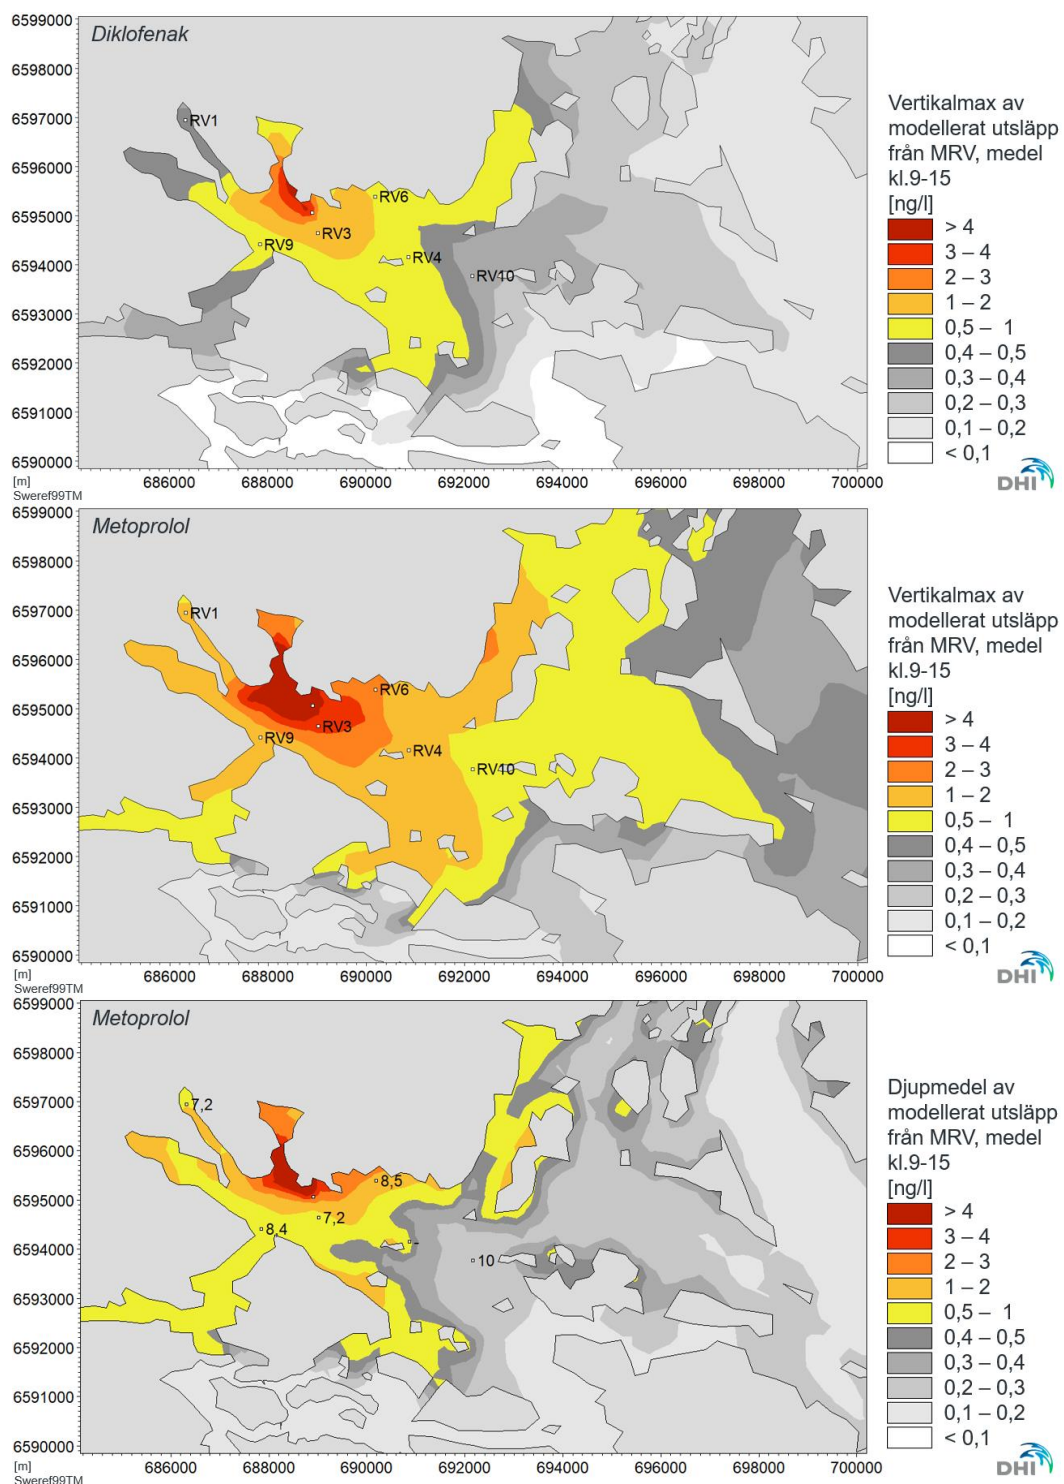 6599000
Diklofenak
6598000
6597000
6596000
6595000
6594000
6593000
6592000
6591000
6590000
RV1
RV6
RV3
RV9
RV4
RV10
[m]
Sweref99TM
686000 688000 690000 692000 694000 696000 698000 700000
Vertikalmax av
modellerat utsläpp
från MRV, medel
kl.9-15
[ng/l]
> 4
3 – 4
2 – 3
1 – 2
0,5 – 1
0,4 – 0,5
0,3 – 0,4
0,2 – 0,3
0,1 – 0,2
< 0,1
DHI
6599000
Metoprolol
6598000
6597000
6596000
6595000
6594000
6593000
6592000
6591000
6590000
RV1
RV6
RV3
RV9
RV4
RV10
[m]
Sweref99TM
686000 688000 690000 692000 694000 696000 698000 700000
Vertikalmax av
modellerat utsläpp
från MRV, medel
kl.9-15
[ng/l]
> 4
3 – 4
2 – 3
1 – 2
0,5 – 1
0,4 – 0,5
0,3 – 0,4
0,2 – 0,3
0,1 – 0,2
< 0,1
DHI
6599000
Metoprolol
6598000
6597000
6596000
6595000
6594000
6593000
6592000
6591000
6590000
7,2
8,5
7,2
8,4
-
10
[m]
Sweref99TM
686000 688000 690000 692000 694000 696000 698000 700000
Djupmedel av
modellerat utsläpp
från MRV, medel
kl.9-15
[ng/l]
> 4
3 – 4
2 – 3
1 – 2
0,5 – 1
0,4 – 0,5
0,3 – 0,4
0,2 – 0,3
0,1 – 0,2
< 0,1
DHI